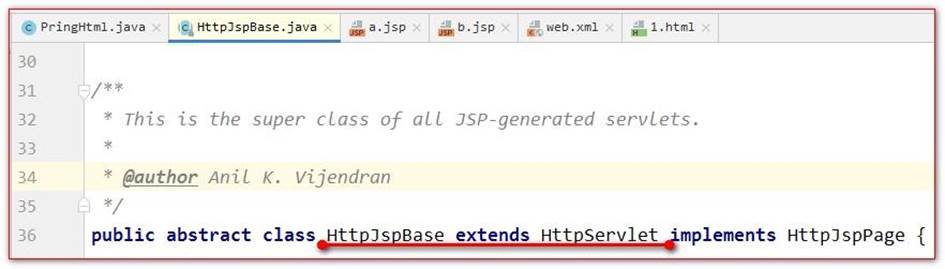 PringHtml.java HttpJspBase.java a.jsp b.jsp web.xml 1.html
30
31 /**
32 * This is the super class of all JSP-generated servlets.
33 *
34 * @author Anil K. Vijendran
35 */
36 public abstract class HttpJspBase extends HttpServlet implements HttpJspPage {